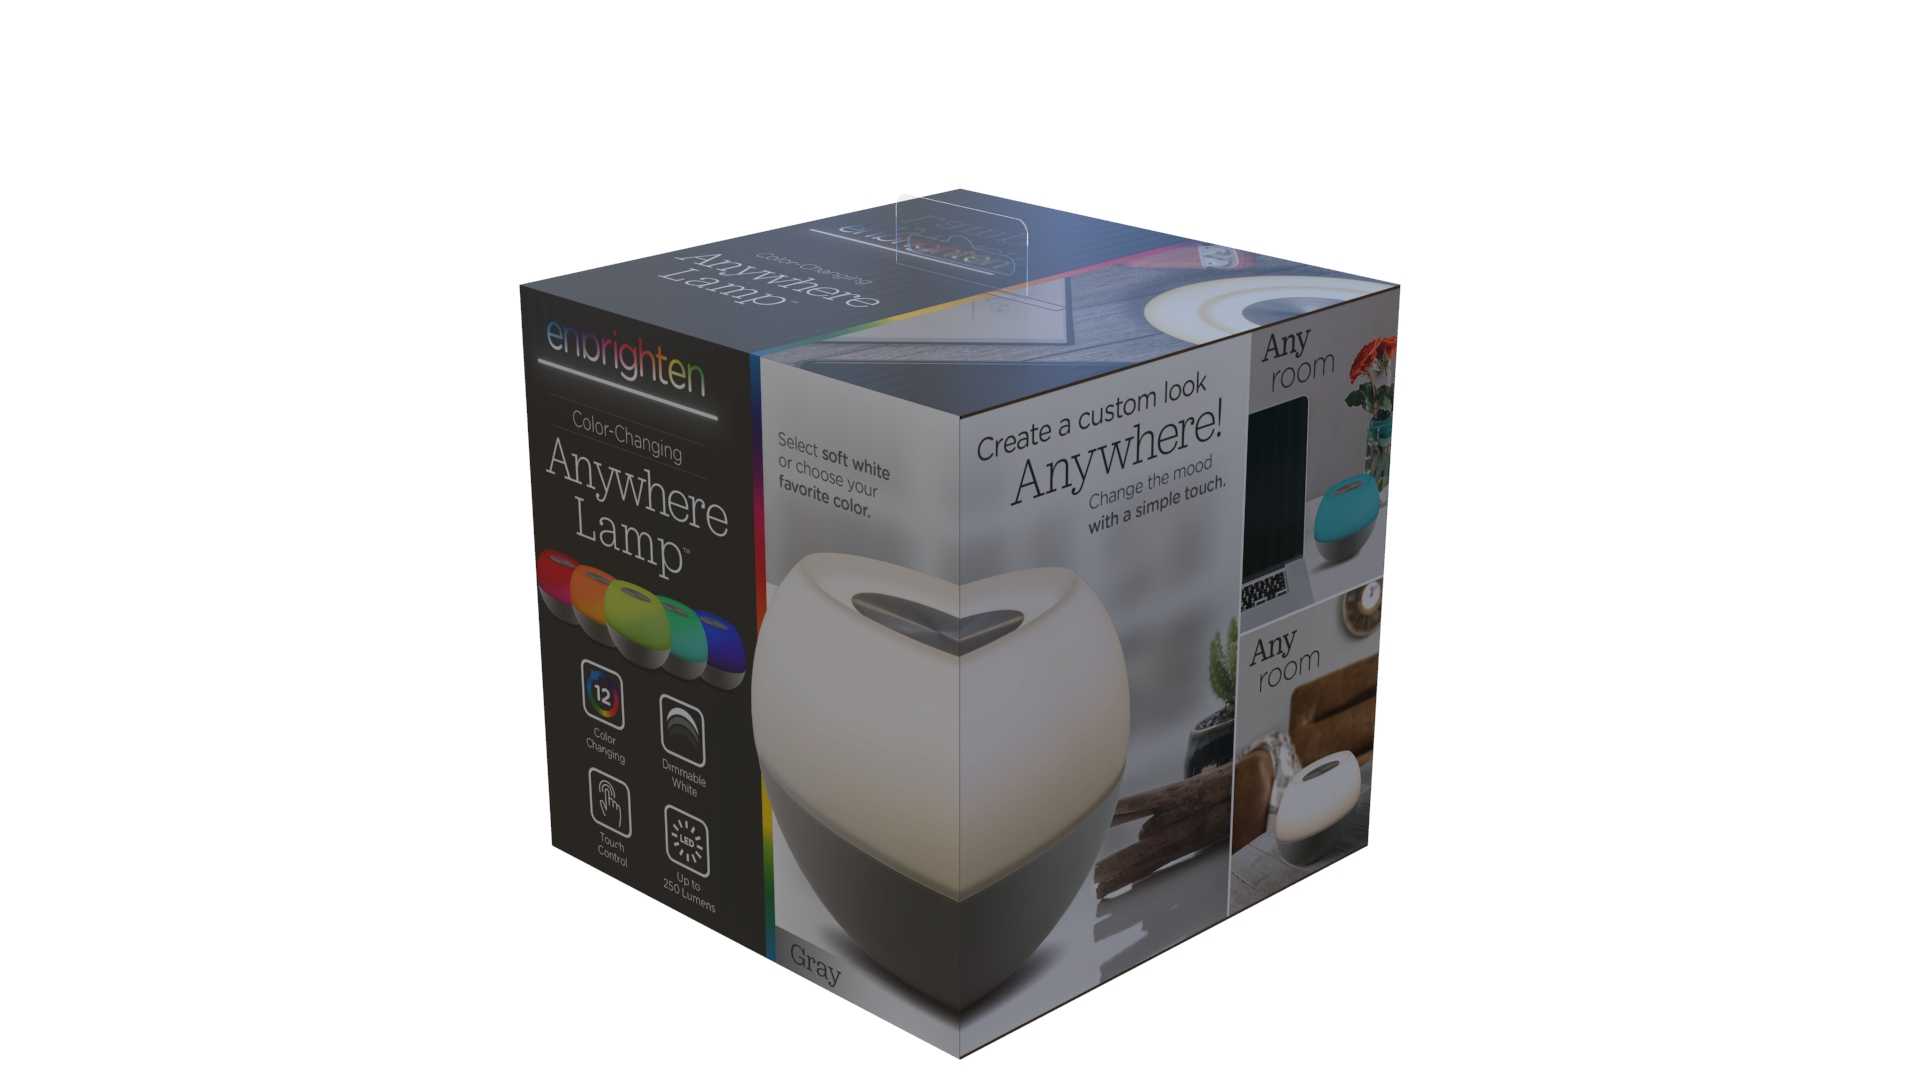 enbrighten
Color-Changing
Anywhere
Lamp™
enbrighten
Color-Changing
Anywhere
Lamp™
12
Color
Changing
Dimmable
White
Touch
Control
LED
Up to
250 Lumens
Select soft white
or choose your
favorite color.
Gray
Create a custom look
Anywhere!
Change the mood
with a simple touch.
Any
room
Any
room